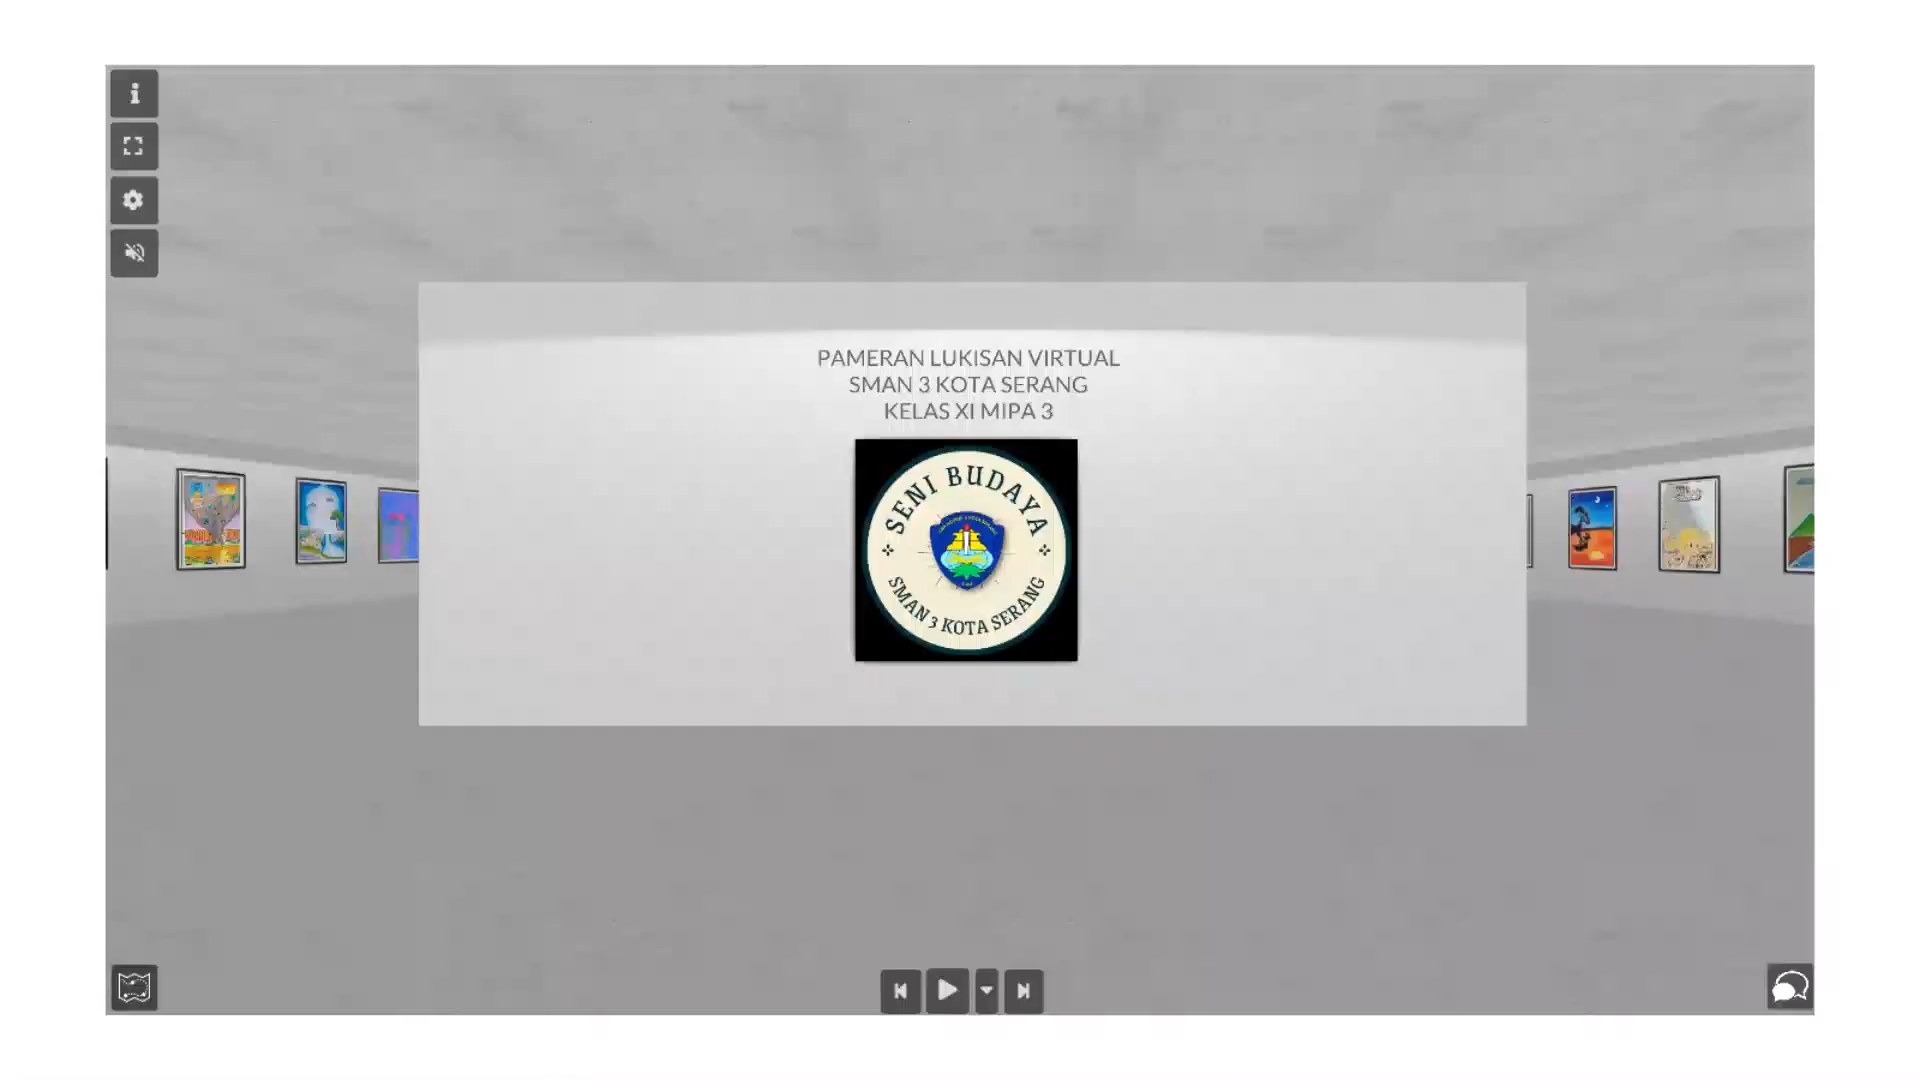 PAMERAN LUKISAN VIRTUAL
SMAN 3 KOTA SERANG
KELAS XI MIPA 3
SENI BUDAYA
SMAN 3 KOTA SERANG